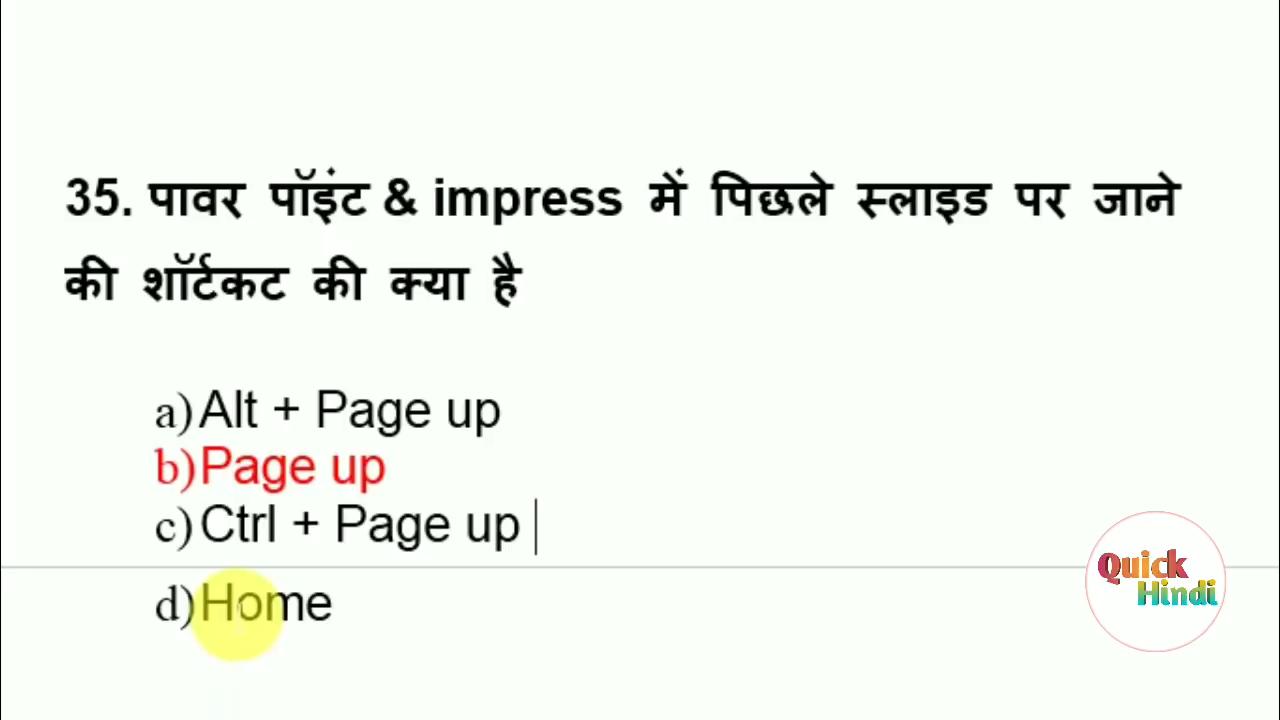 35. पावर पॉइंट & impress में पिछले स्लाइड पर जाने
की शॉर्टकट की क्या है
a) Alt + Page up
b) Page up
c) Ctrl + Page up
d) Home
Quick
Hindi